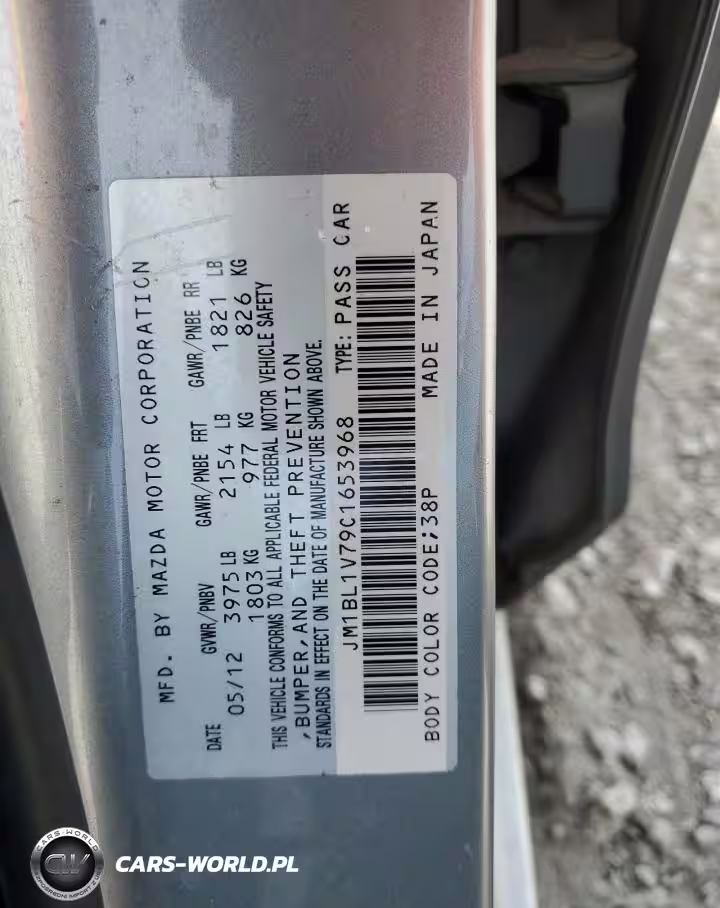 MFD. BY MAZDA MOTOR CORPORATION
DATE GVWR/PNBV GAWR/PNBE FRT GAWR/PNBE RR
05/12 3975 LB 2154 LB 1821 LB
1803 KG 977 KG 826 KG
THIS VEHICLE CONFORMS TO ALL APPLICABLE FEDERAL MOTOR VEHICLE SAFETY
,BUMPER,AND THEFT PREVENTION
STANDARDS IN EFFECT ON THE DATE OF MANUFACTURE SHOWN ABOVE.
JM1BL1V79C1653968 TYPE: PASS CAR
BODY COLOR CODE;38P MADE IN JAPAN
CARS-WORLD
CW
CARS-WORLD.PL